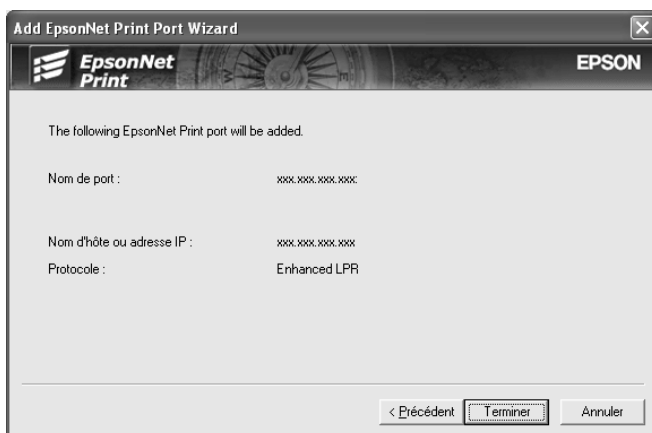 Add EpsonNet Print Port Wizard
EpsonNet
Print
EPSON
W
E
The following EpsonNet Print port will be added.
Nom de port : xxx.xxx.xxx.xxx:
Nom d'hôte ou adresse IP : xxx.xxx.xxx.xxx
Protocole : Enhanced LPR
< Précédent Terminer Annuler